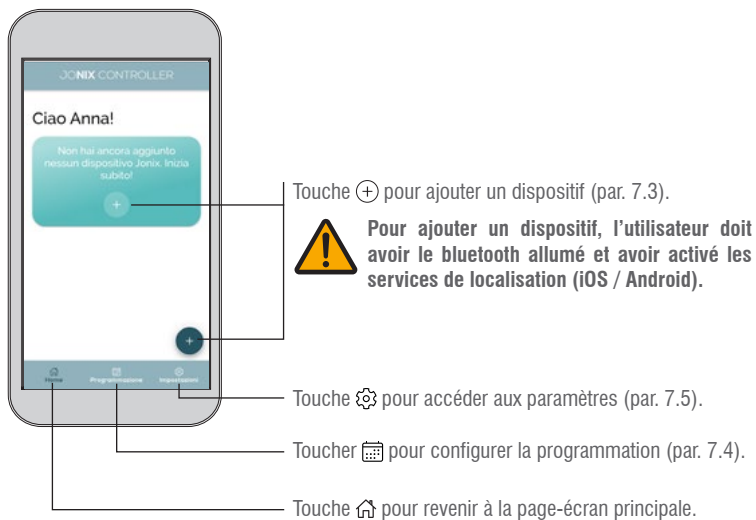 JONIX CONTROLLER
Ciao Anna!
Non hai ancora aggiunto
nessun dispositivo Jonix. Inizia
subito!
Home
Programmazione
Impostazioni
Touche + pour ajouter un dispositif (par. 7.3).
Pour ajouter un dispositif, l’utilisateur doit
avoir le bluetooth allumé et avoir activé les
services de localisation (iOS / Android).
Touche pour accéder aux paramètres (par. 7.5).
Toucher pour configurer la programmation (par. 7.4).
Touche pour revenir à la page-écran principale.